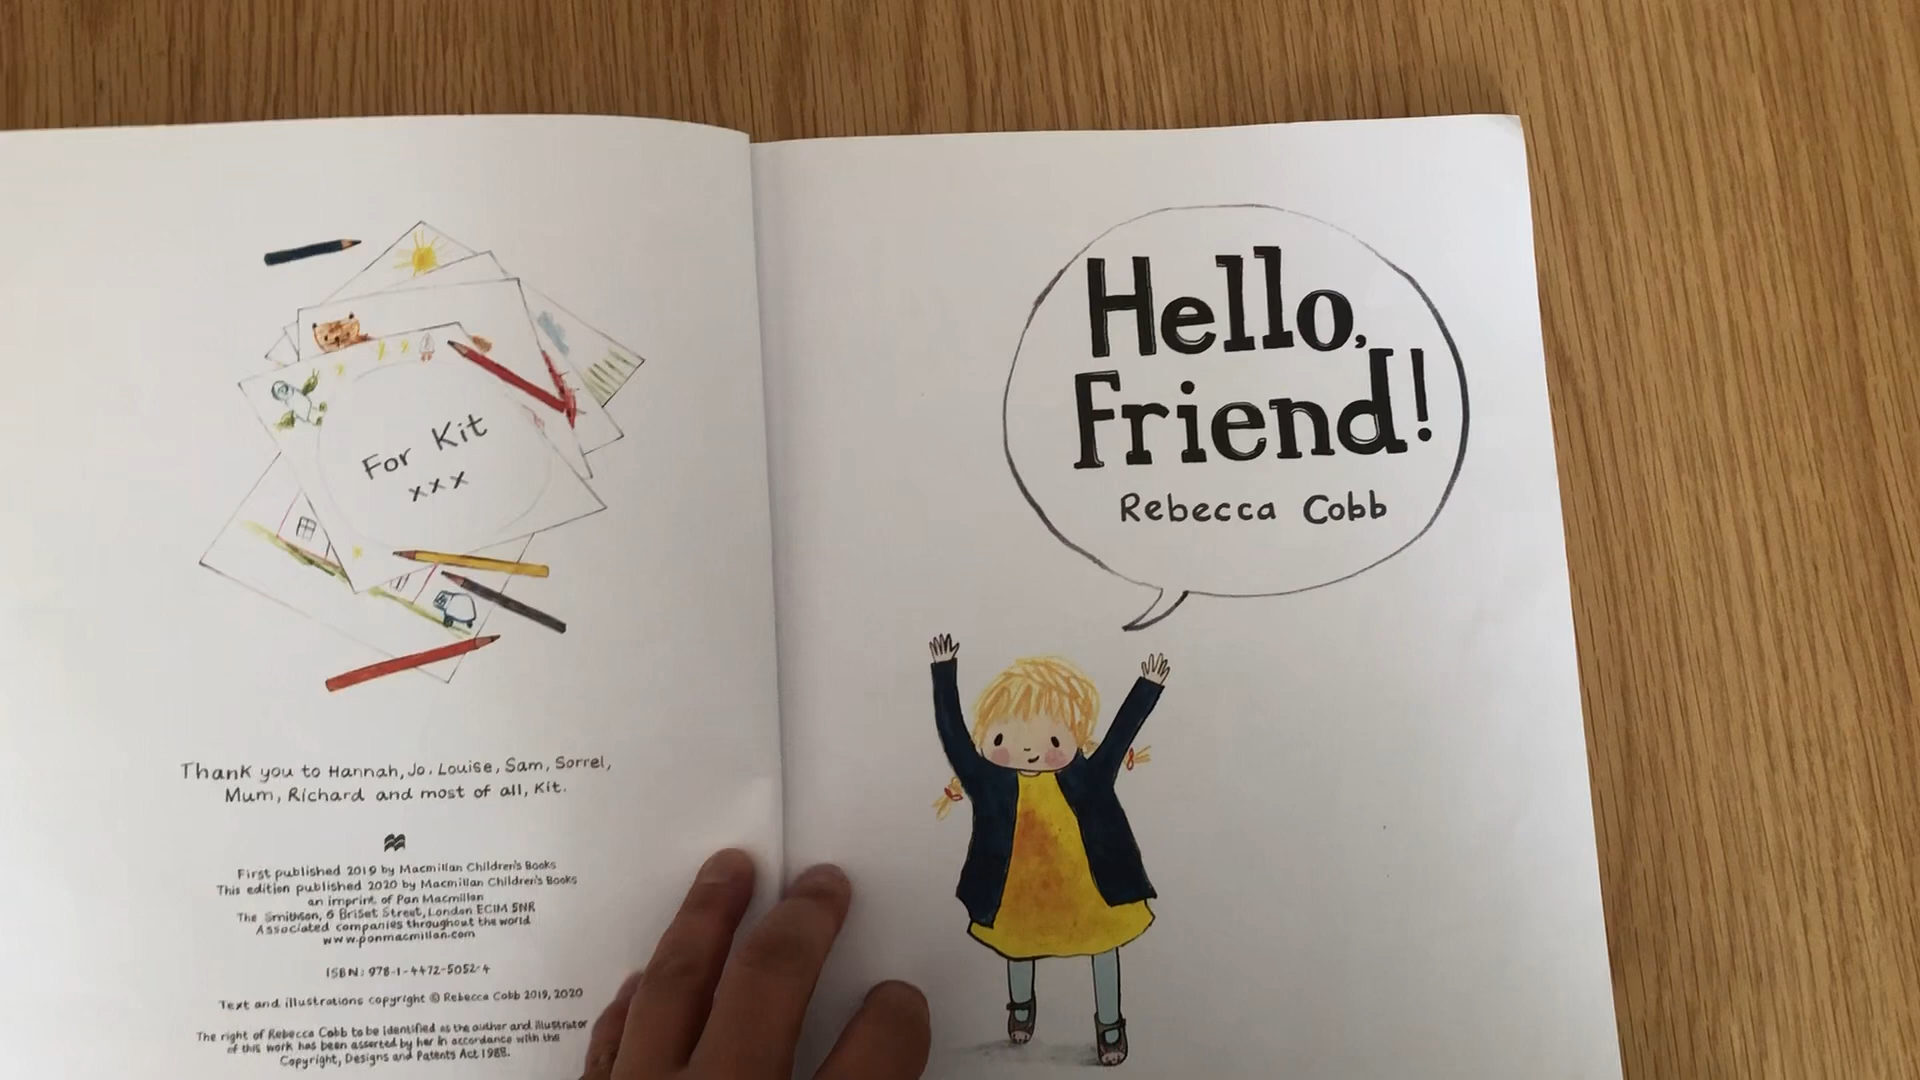 For Kit
xxx
Thank you to Hannah, Jo, Louise, Sam, Sorrel,
Mum, Richard and most of all, Kit.
First published 2019 by Macmillan Children's Books
This edition published 2020 by Macmillan Children's Books
an imprint of Pan Macmillan
The Smithson, 6 Briset Street, London EC1M 5NR
Associated companies throughout the world
www.panmacmillan.com
ISBN: 978-1-4472-5052-4
Text and illustrations copyright © Rebecca Cobb 2019, 2020
The right of Rebecca Cobb to be identified as the author and illustrator
of this work has been asserted by her in accordance with the
Copyright, Designs and Patents Act 1988.
Hello,
Friend!
Rebecca Cobb